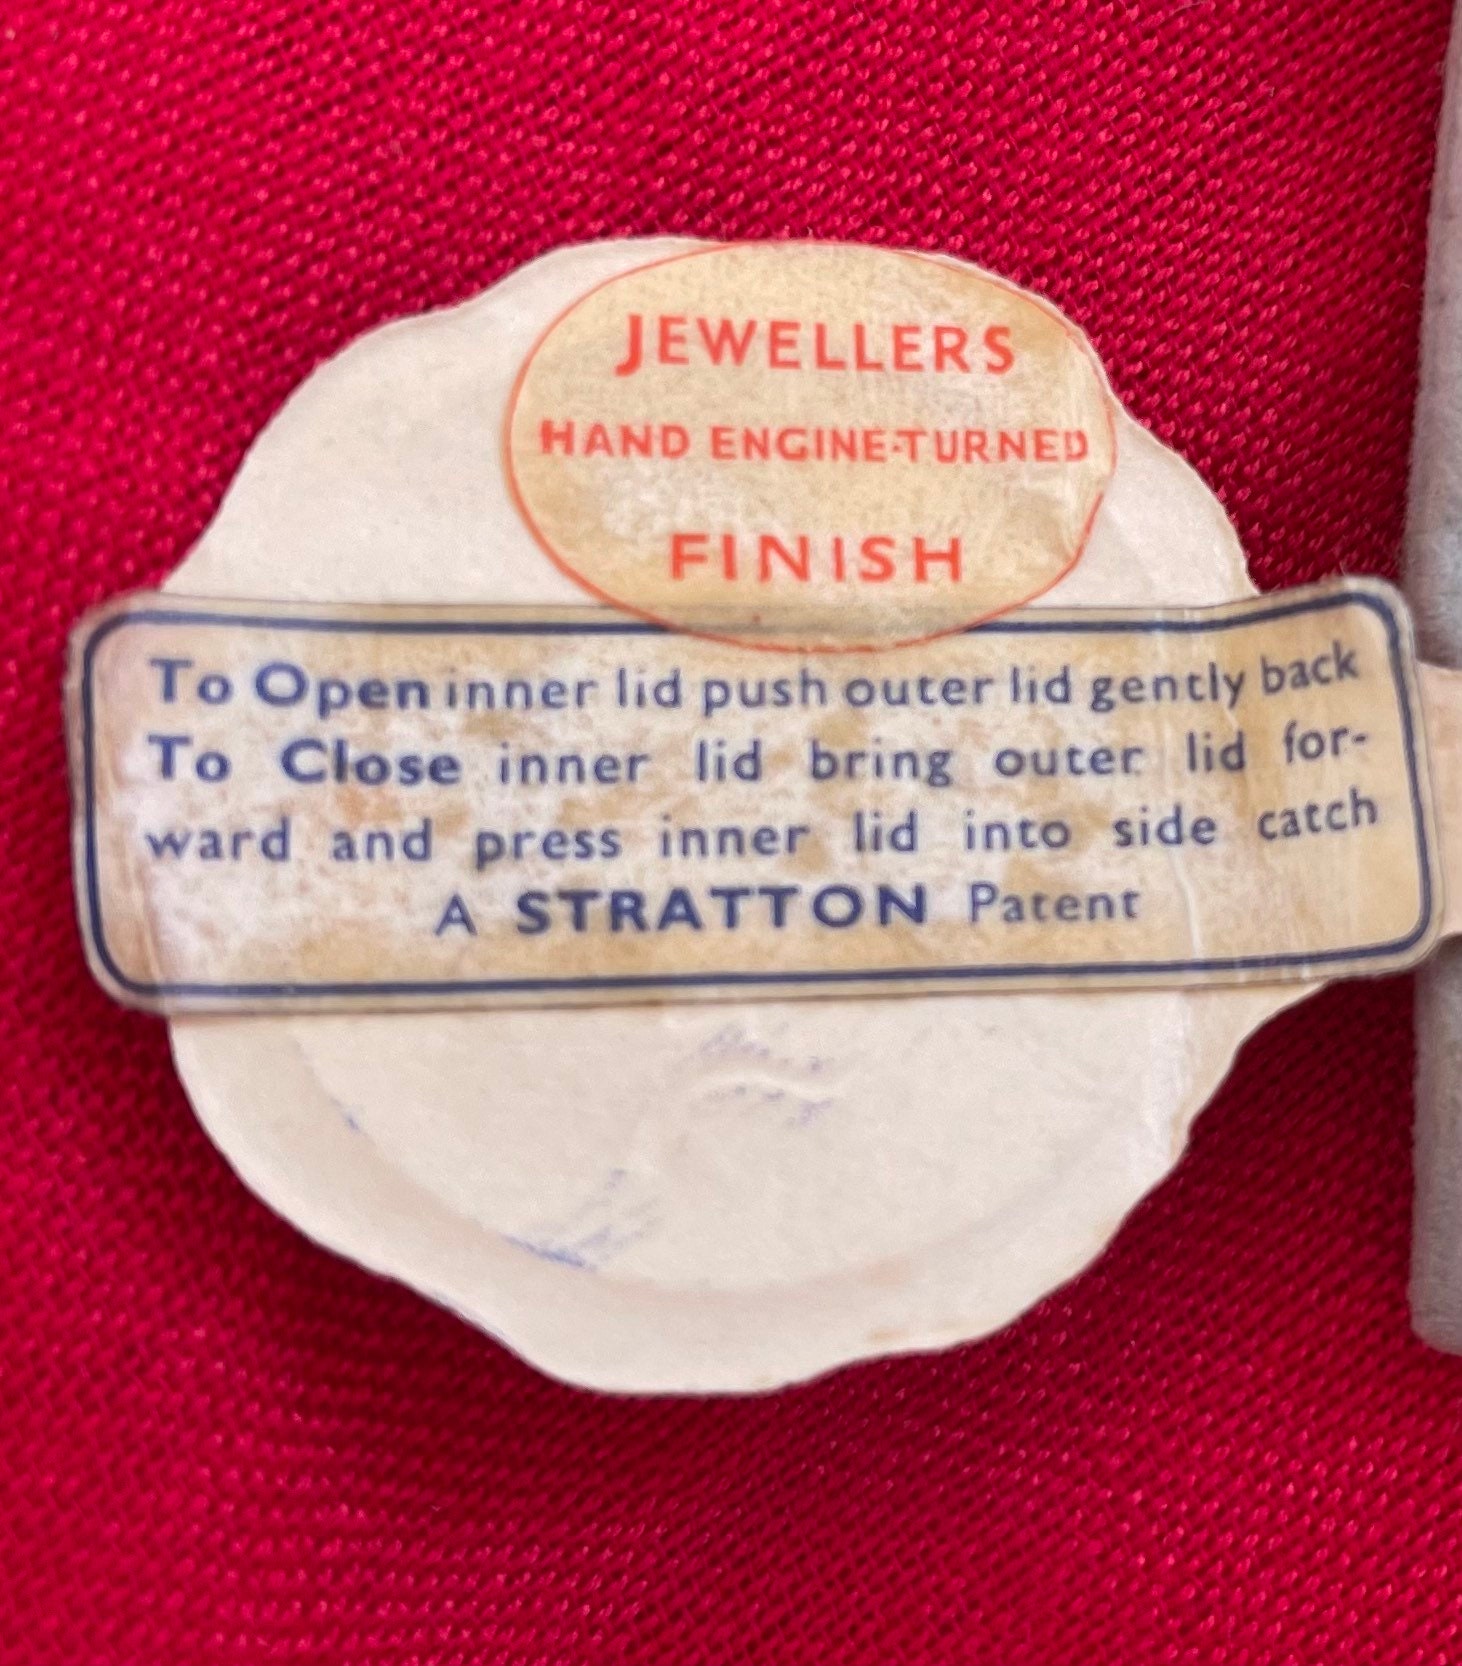 JEWELLERS
HAND ENGINE-TURNED
FINISH
To Open inner lid push outer lid gently back
To Close inner lid bring outer lid for-
ward and press inner lid into side catch
A STRATTON Patent